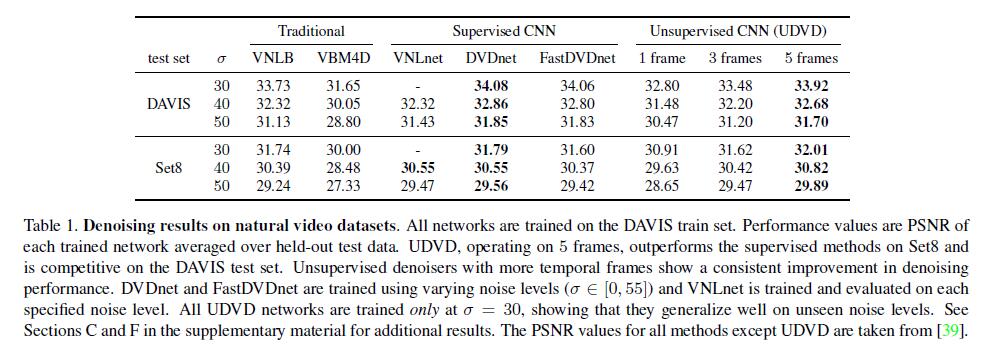 Traditional Supervised CNN Unsupervised CNN (UDVD)
test set σ VNLB VBM4D VNLnet DVDnet FastDVDnet 1 frame 3 frames 5 frames
30 33.73 31.65 - 34.08 34.06 32.80 33.48 33.92
DAVIS 40 32.32 30.05 32.32 32.86 32.80 31.48 32.20 32.68
50 31.13 28.80 31.43 31.85 31.83 30.47 31.20 31.70
30 31.74 30.00 - 31.79 31.60 30.91 31.62 32.01
Set8 40 30.39 28.48 30.55 30.55 30.37 29.63 30.42 30.82
50 29.24 27.33 29.47 29.56 29.42 28.65 29.47 29.89
Table 1. Denoising results on natural video datasets. All networks are trained on the DAVIS train set. Performance values are PSNR of
each trained network averaged over held-out test data. UDVD, operating on 5 frames, outperforms the supervised methods on Set8 and
is competitive on the DAVIS test set. Unsupervised denoisers with more temporal frames show a consistent improvement in denoising
performance. DVDnet and FastDVDnet are trained using varying noise levels (σ ∈ [0, 55]) and VNLnet is trained and evaluated on each
specified noise level. All UDVD networks are trained only at σ = 30, showing that they generalize well on unseen noise levels. See
Sections C and F in the supplementary material for additional results. The PSNR values for all methods except UDVD are taken from [39].